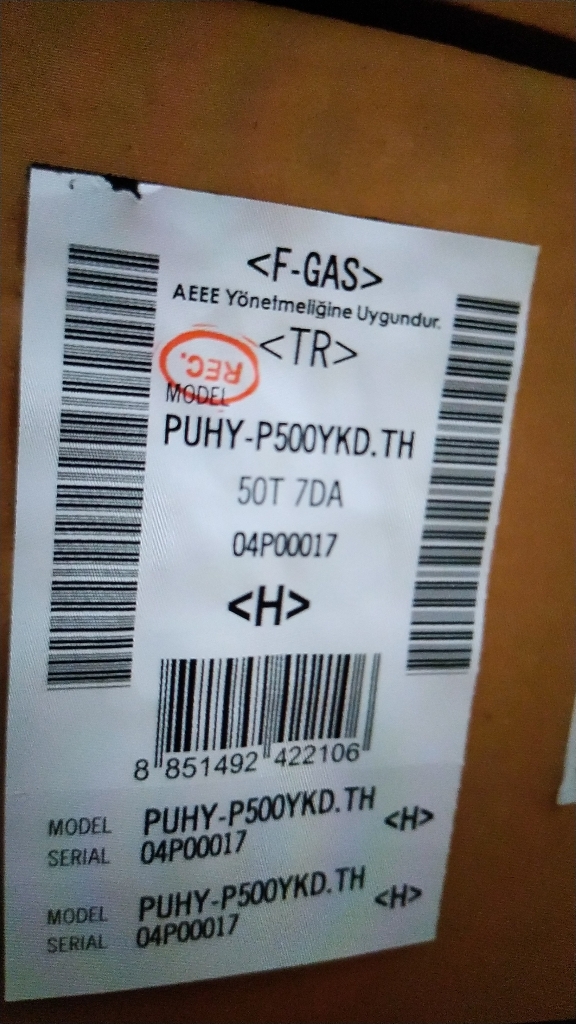 <F-GAS>
AEEE Yönetmeliğine Uygundur.
<TR>
REC.
MODEL
PUHY-P500YKD.TH
50T 7DA
04P00017
<H>
8 851492 422106
MODEL PUHY-P500YKD.TH <H>
SERIAL 04P00017
MODEL PUHY-P500YKD.TH <H>
SERIAL 04P00017